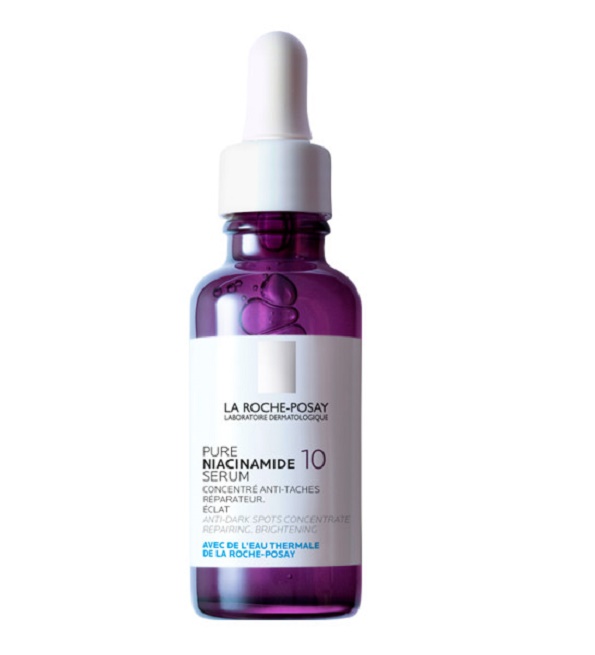 LA ROCHE-POSAY
LABORATOIRE DERMATOLOGIQUE
PURE
NIACINAMIDE 10
SERUM
CONCENTRÉ ANTI-TACHES
RÉPARATEUR,
ÉCLAT
ANTI-DARK SPOTS CONCENTRATE
REPAIRING, BRIGHTENING
AVEC DE L'EAU THERMALE
DE LA ROCHE-POSAY